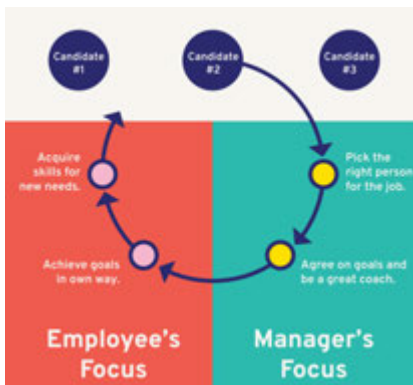 Candidate
#1
Candidate
#2
Candidate
#3
Acquire
skills for
new needs.
Pick the
right person
for the job.
Achieve goals
in own way.
Agree on goals and
be a great coach.
Employee's
Focus
Manager's
Focus